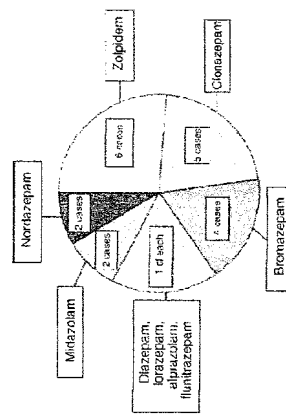 Zolpidem
6 cases
Clonazepam
5 cases
Bromazepam
4 cases
Diazepam,
lorazepam,
alprazolam,
flunitrazepam
1 of each
Midazolam
2 cases
Nordazepam
2 cases